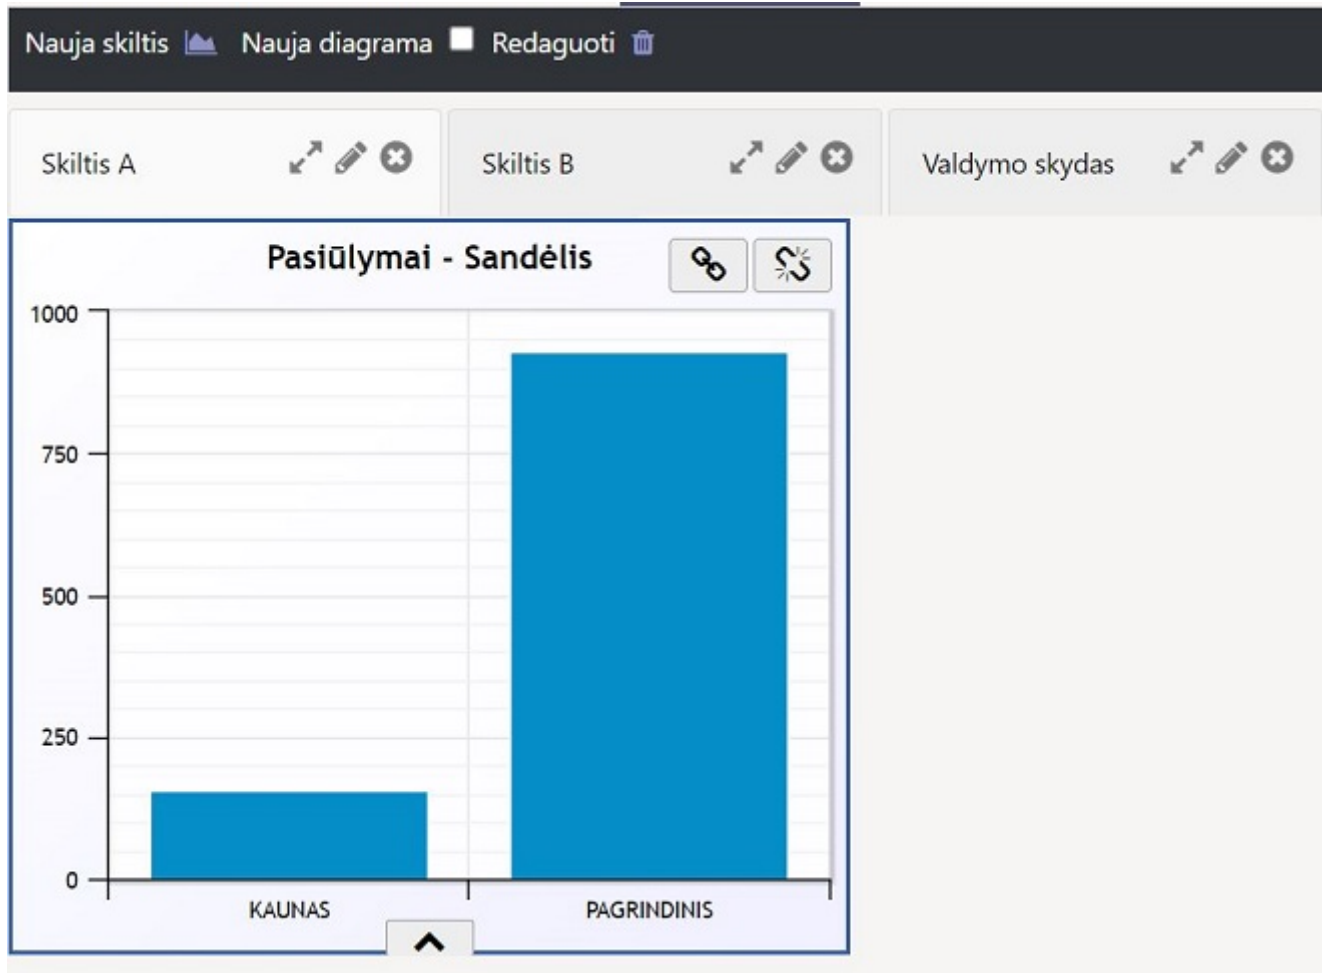 Nauja skiltis Nauja diagrama Redaguoti
Skiltis A Skiltis B Valdymo skydas
Pasiūlymai - Sandėlis
1000
750
500
250
0
KAUNAS PAGRINDINIS